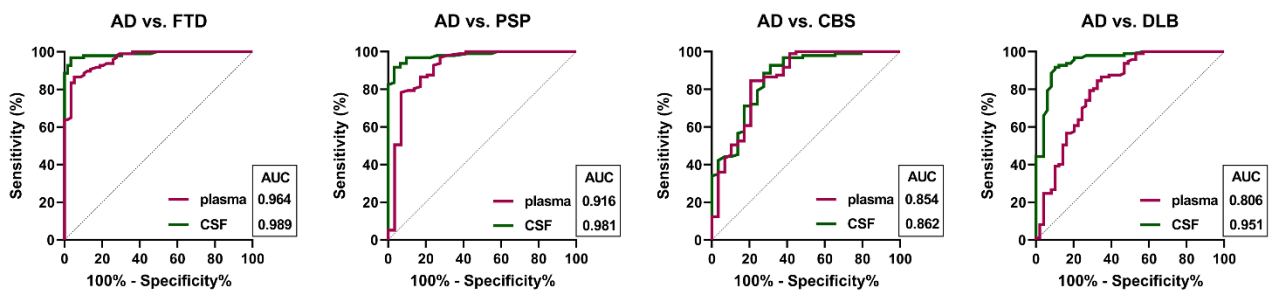 AD vs. FTD
Sensitivity (%)
100
80
60
40
20
0
0 20 40 60 80 100
100% - Specificity%
AUC
plasma 0.964
CSF 0.989
AD vs. PSP
Sensitivity (%)
100
80
60
40
20
0
0 20 40 60 80 100
100% - Specificity%
AUC
plasma 0.916
CSF 0.981
AD vs. CBS
Sensitivity (%)
100
80
60
40
20
0
0 20 40 60 80 100
100% - Specificity%
AUC
plasma 0.854
CSF 0.862
AD vs. DLB
Sensitivity (%)
100
80
60
40
20
0
0 20 40 60 80 100
100% - Specificity%
AUC
plasma 0.806
CSF 0.951